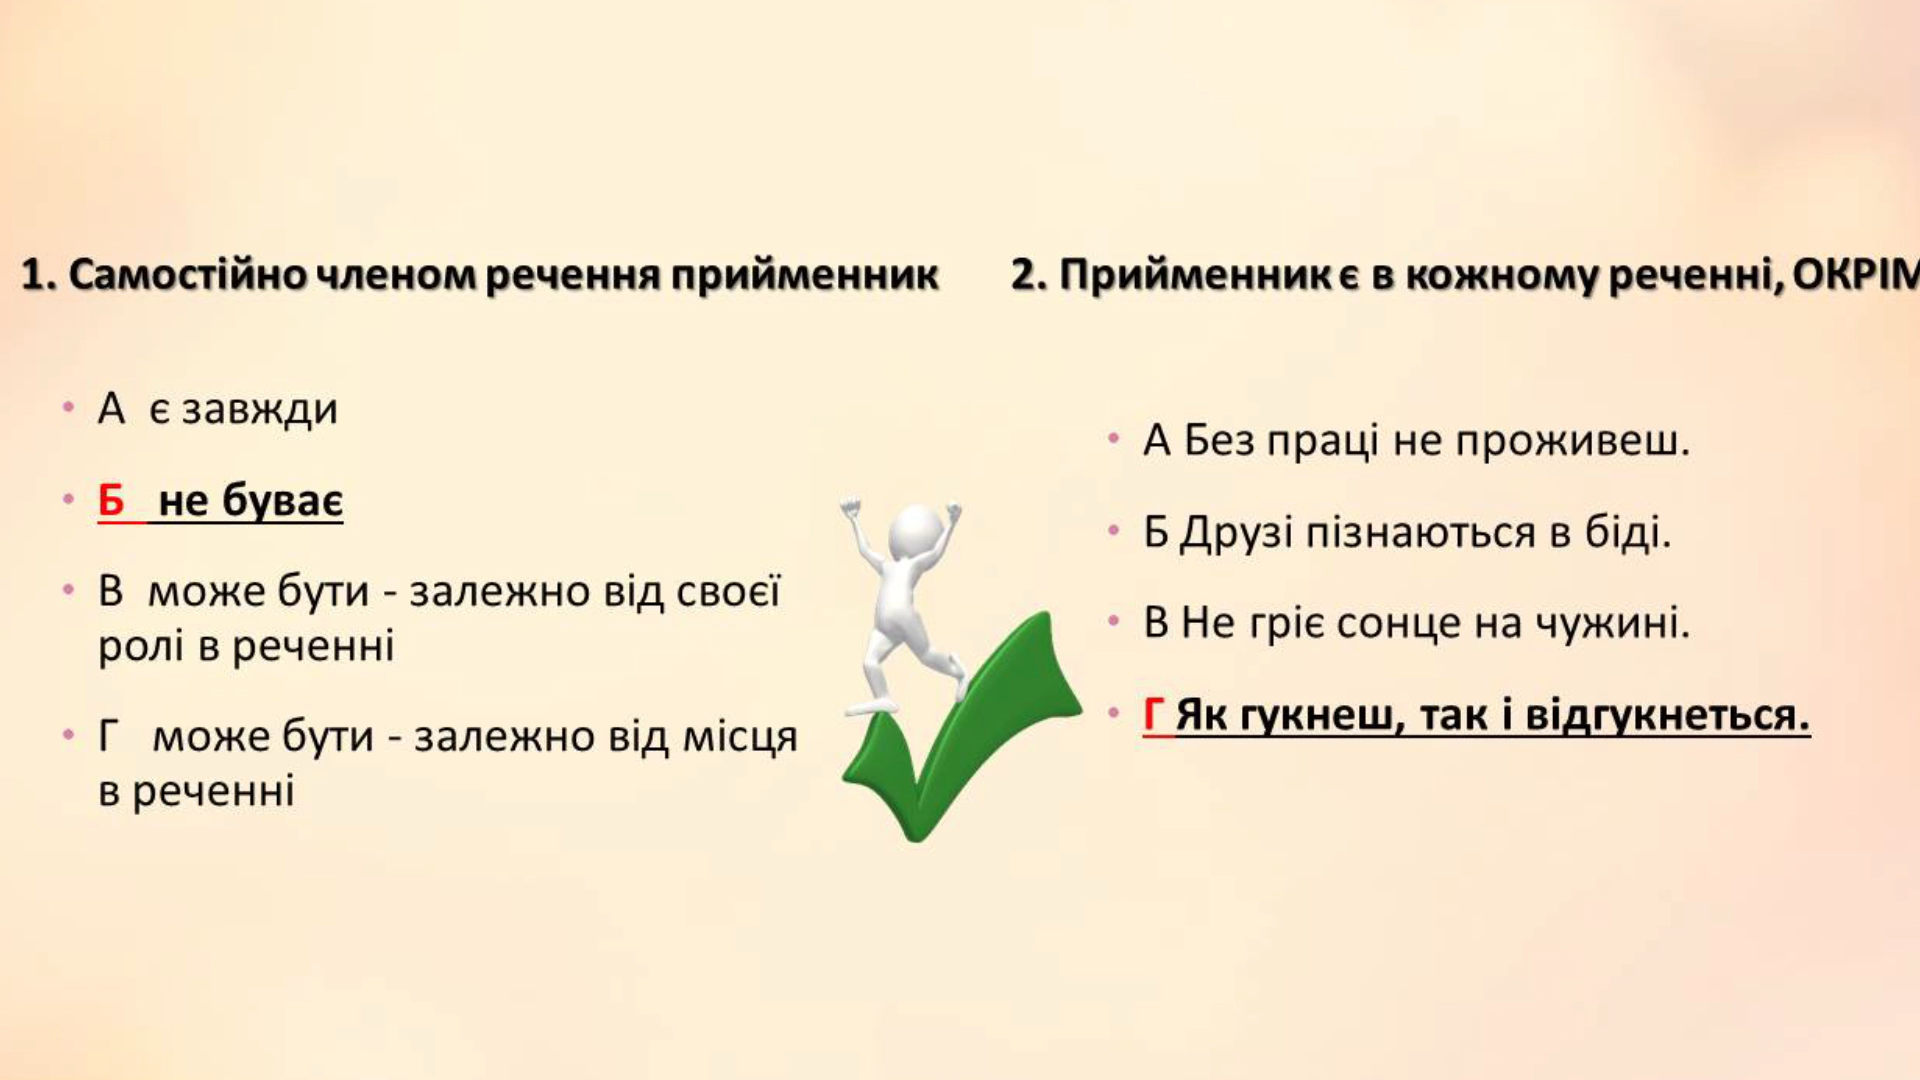 1. Самостійно членом речення прийменник
• А є завжди
• Б не буває
• В може бути - залежно від своєї
ролі в реченні
• Г може бути - залежно від місця
в реченні
2. Прийменник є в кожному реченні, ОКРІМ
• А Без праці не проживеш.
• Б Друзі пізнаються в біді.
• В Не гріє сонце на чужині.
• Г Як гукнеш, так і відгукнеться.